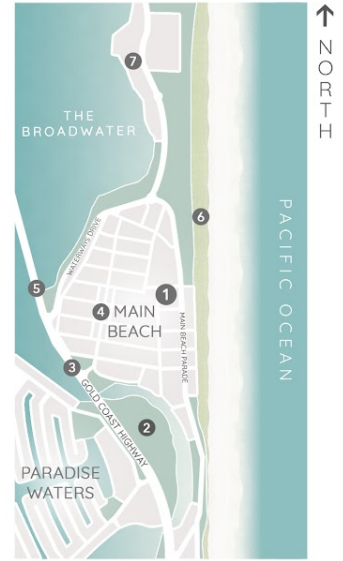 NORTH
7
THE
BROADWATER
6
WATERWAYS DRIVE
PACIFIC OCEAN
5
1
4 MAIN
BEACH
MAIN BEACH PARADE
3
GOLD COAST HIGHWAY
2
PARADISE
WATERS